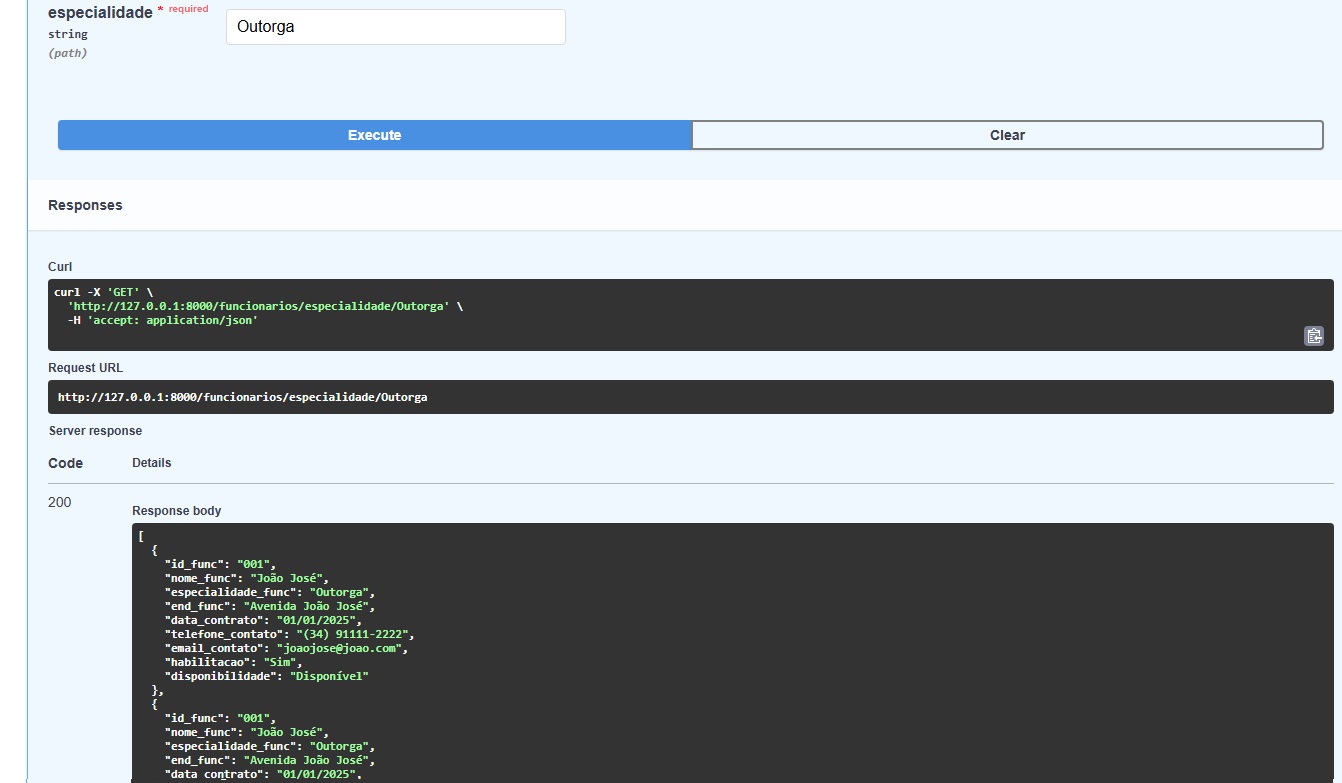 especialidade * required
string
(path)
Outorga
Execute
Clear
Responses
Curl
curl -X 'GET' \
  'http://127.0.0.1:8000/funcionarios/especialidade/Outorga' \
  -H 'accept: application/json'
Request URL
http://127.0.0.1:8000/funcionarios/especialidade/Outorga
Server response
Code
Details
200
Response body
[
  {
    "id_func": "001",
    "nome_func": "João José",
    "especialidade_func": "Outorga",
    "end_func": "Avenida João José",
    "data_contrato": "01/01/2025",
    "telefone_contato": "(34) 91111-2222",
    "email_contato": "joaojose@joao.com",
    "habilitacao": "Sim",
    "disponibilidade": "Disponível"
  },
  {
    "id_func": "001",
    "nome_func": "João José",
    "especialidade_func": "Outorga",
    "end_func": "Avenida João José",
    "data_contrato": "01/01/2025",